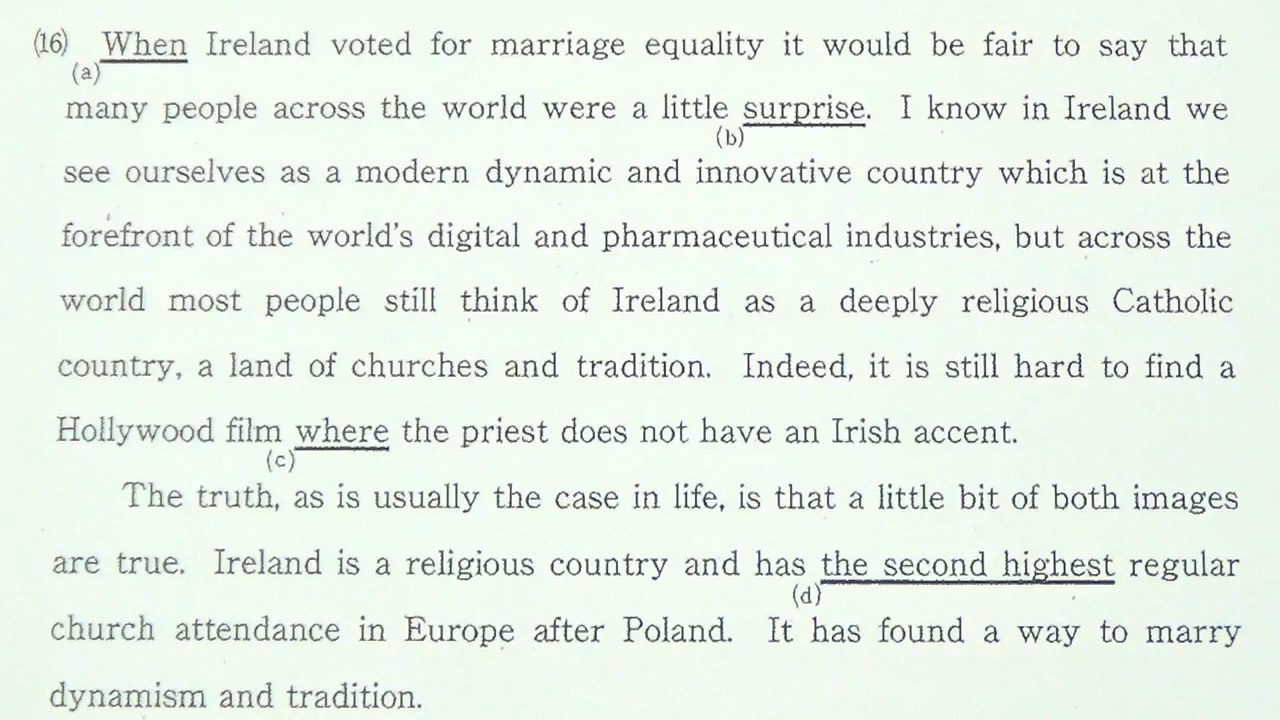 (16) When Ireland voted for marriage equality it would be fair to say that
(a)
many people across the world were a little surprise. I know in Ireland we
(b)
see ourselves as a modern dynamic and innovative country which is at the
forefront of the world's digital and pharmaceutical industries, but across the
world most people still think of Ireland as a deeply religious Catholic
country, a land of churches and tradition. Indeed, it is still hard to find a
Hollywood film where the priest does not have an Irish accent.
(c)
The truth, as is usually the case in life, is that a little bit of both images
are true. Ireland is a religious country and has the second highest regular
(d)
church attendance in Europe after Poland. It has found a way to marry
dynamism and tradition.